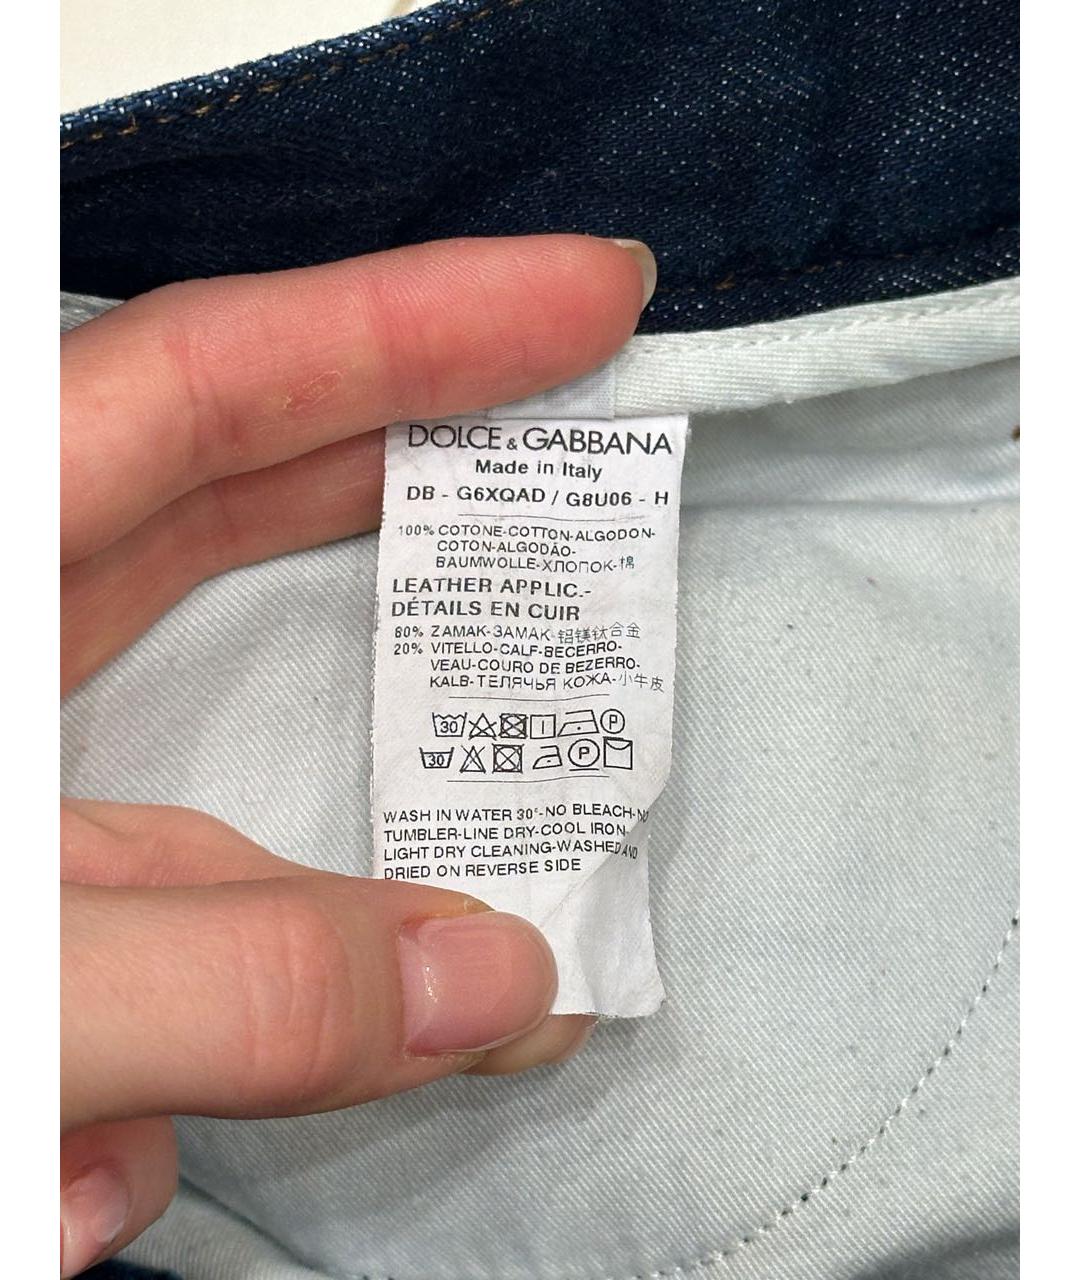 DOLCE & GABBANA
Made in Italy
DB - G6XQAD / G8U06 - H
100% COTONE-COTTON-ALGODON-
COTON-ALGODÃO-
BAUMWOLLE-ХЛОПОК-棉
LEATHER APPLIC.-
DÉTAILS EN CUIR
80% ZAMAK-ЗАМАК-铝镁钛合金
20% VITELLO-CALF-BECERRO-
VEAU-COURO DE BEZERRO-
KALB-ТЕЛЯЧЬЯ КОЖА-小牛皮
30 P
30 P
WASH IN WATER 30°-NO BLEACH-NO
TUMBLER-LINE DRY-COOL IRON-
LIGHT DRY CLEANING-WASHED AND
DRIED ON REVERSE SIDE